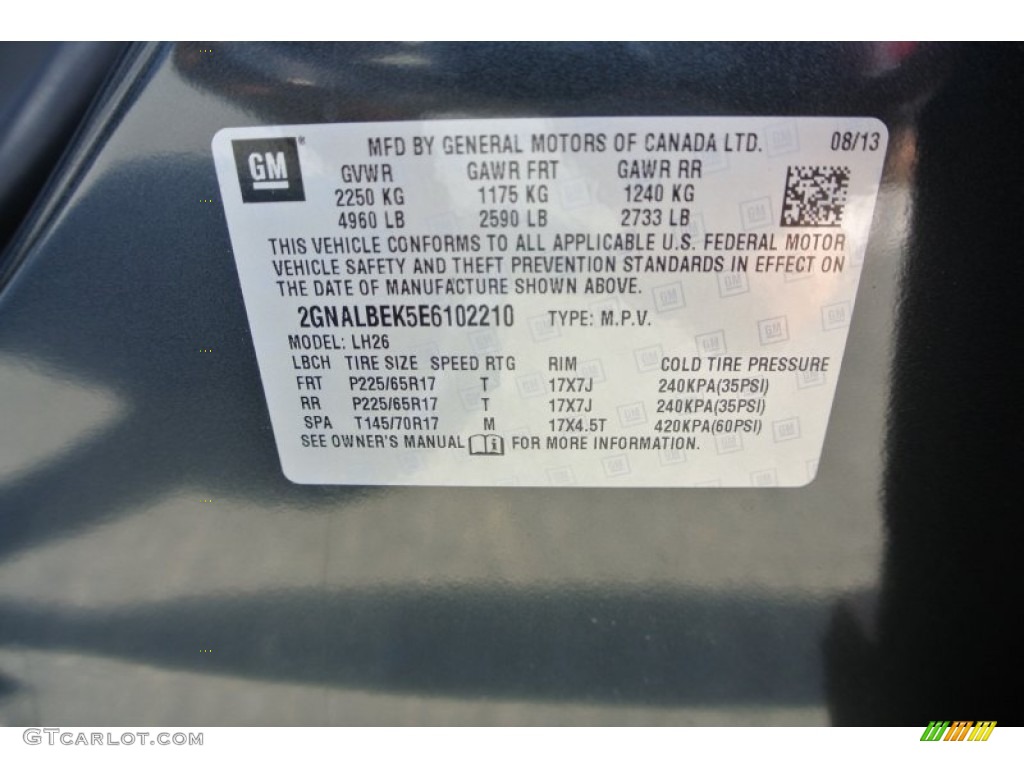 GM ® MFD BY GENERAL MOTORS OF CANADA LTD. 08/13
GVWR GAWR FRT GAWR RR
2250 KG 1175 KG 1240 KG
4960 LB 2590 LB 2733 LB
THIS VEHICLE CONFORMS TO ALL APPLICABLE U.S. FEDERAL MOTOR
VEHICLE SAFETY AND THEFT PREVENTION STANDARDS IN EFFECT ON
THE DATE OF MANUFACTURE SHOWN ABOVE.
2GNALBEK5E6102210 TYPE: M.P.V.
MODEL: LH26
LBCH TIRE SIZE SPEED RTG RIM COLD TIRE PRESSURE
FRT P225/65R17 T 17X7J 240KPA(35PSI)
RR P225/65R17 T 17X7J 240KPA(35PSI)
SPA T145/70R17 M 17X4.5T 420KPA(60PSI)
SEE OWNER'S MANUAL i FOR MORE INFORMATION.
GTcarlot.com